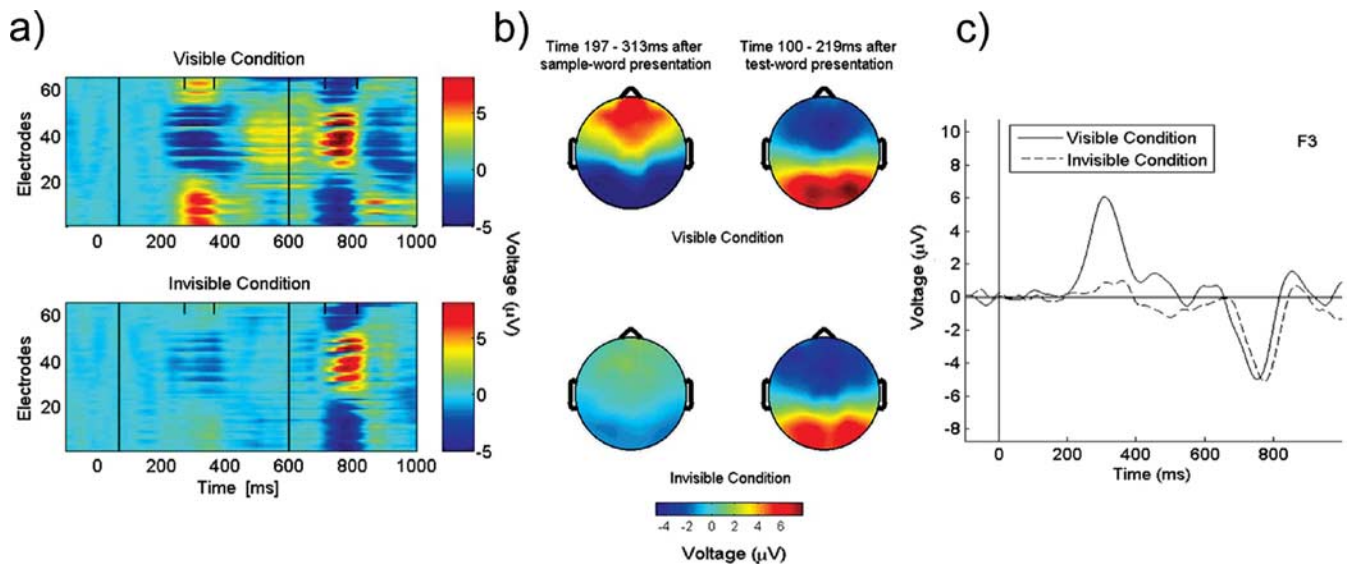 a)
Visible Condition
60
40
20
Electrodes
0 200 400 600 800 1000
5
0
-5
Invisible Condition
60
40
20
Electrodes
0 200 400 600 800 1000
Time [ms]
5
0
-5
Voltage (µV)
b)
Time 197 - 313ms after
sample-word presentation
Time 100 - 219ms after
test-word presentation
Visible Condition
Invisible Condition
-4 -2 0 2 4 6
Voltage (µV)
c)
Visible Condition
Invisible Condition
F3
10
8
6
4
2
0
-2
-4
-6
-8
Voltage (µV)
0 200 400 600 800
Time (ms)